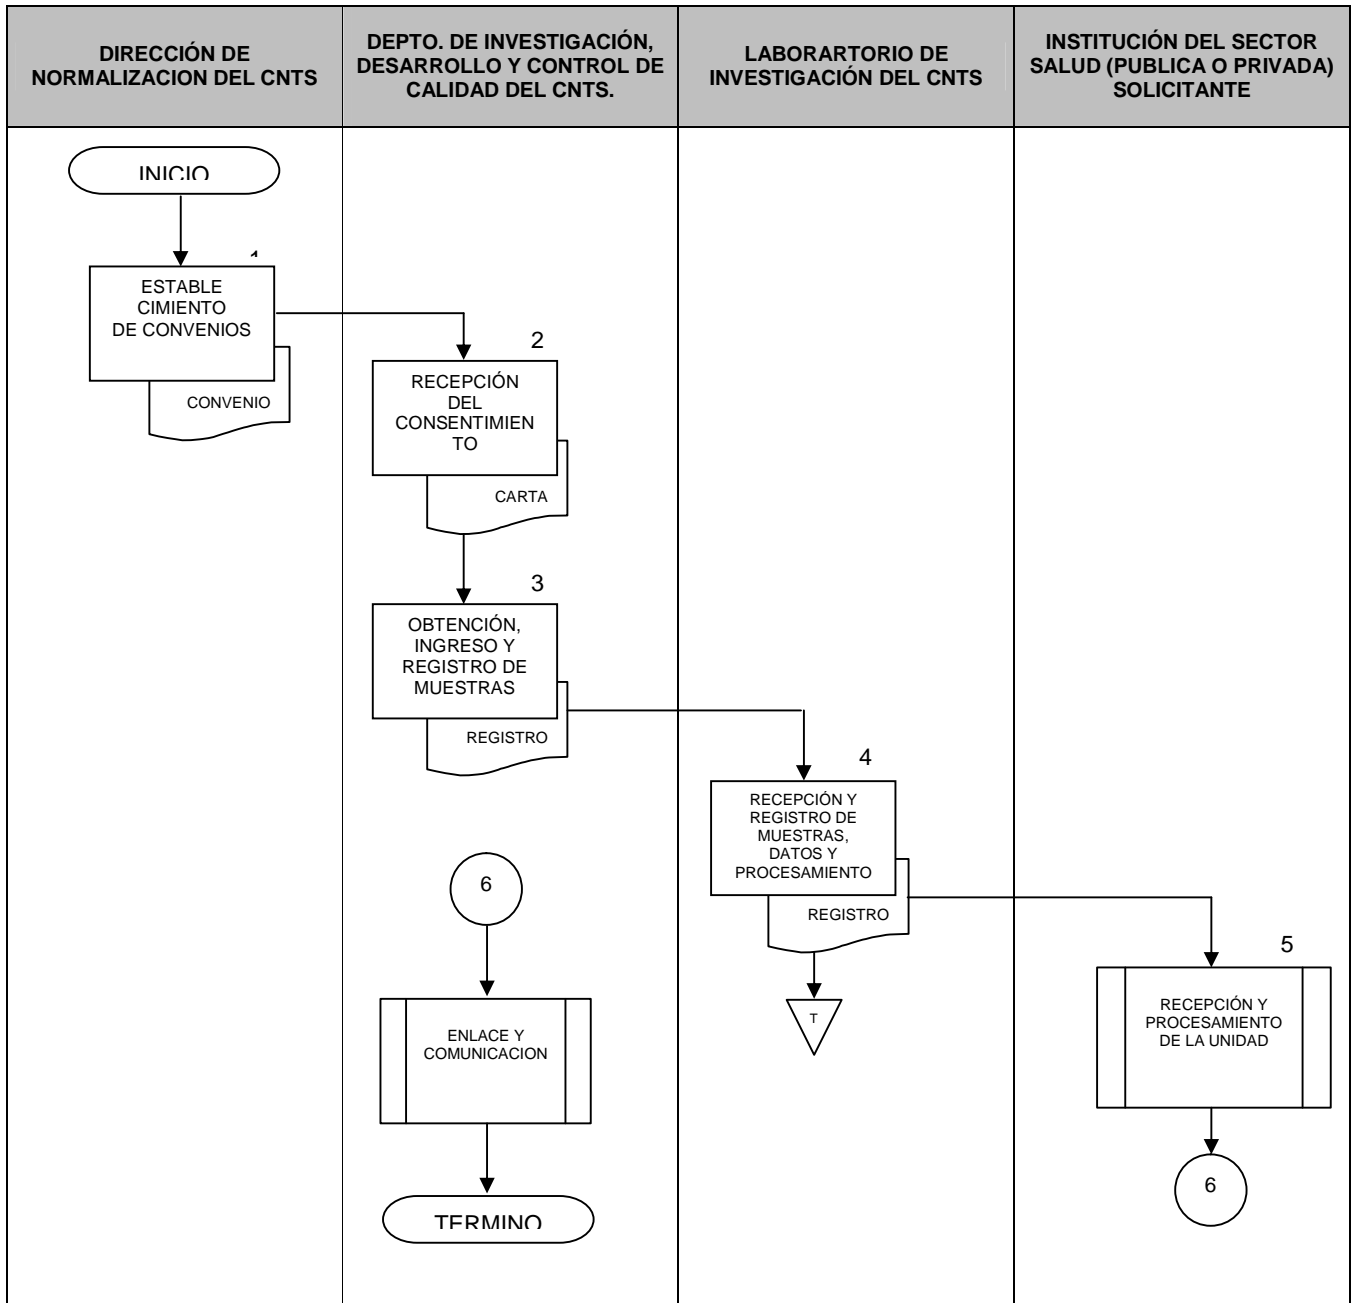 DIRECCIÓN DE
NORMALIZACION DEL CNTS
DEPTO. DE INVESTIGACIÓN,
DESARROLLO Y CONTROL DE
CALIDAD DEL CNTS.
LABORARTORIO DE
INVESTIGACIÓN DEL CNTS
INSTITUCIÓN DEL SECTOR
SALUD (PUBLICA O PRIVADA)
SOLICITANTE
INICIO
1
ESTABLE
CIMIENTO
DE CONVENIOS
CONVENIO
2
RECEPCIÓN
DEL
CONSENTIMIEN
TO
CARTA
3
OBTENCIÓN,
INGRESO Y
REGISTRO DE
MUESTRAS
REGISTRO
4
RECEPCIÓN Y
REGISTRO DE
MUESTRAS,
DATOS Y
PROCESAMIENTO
REGISTRO
T
5
RECEPCIÓN Y
PROCESAMIENTO
DE LA UNIDAD
6
6
ENLACE Y
COMUNICACION
TERMINO